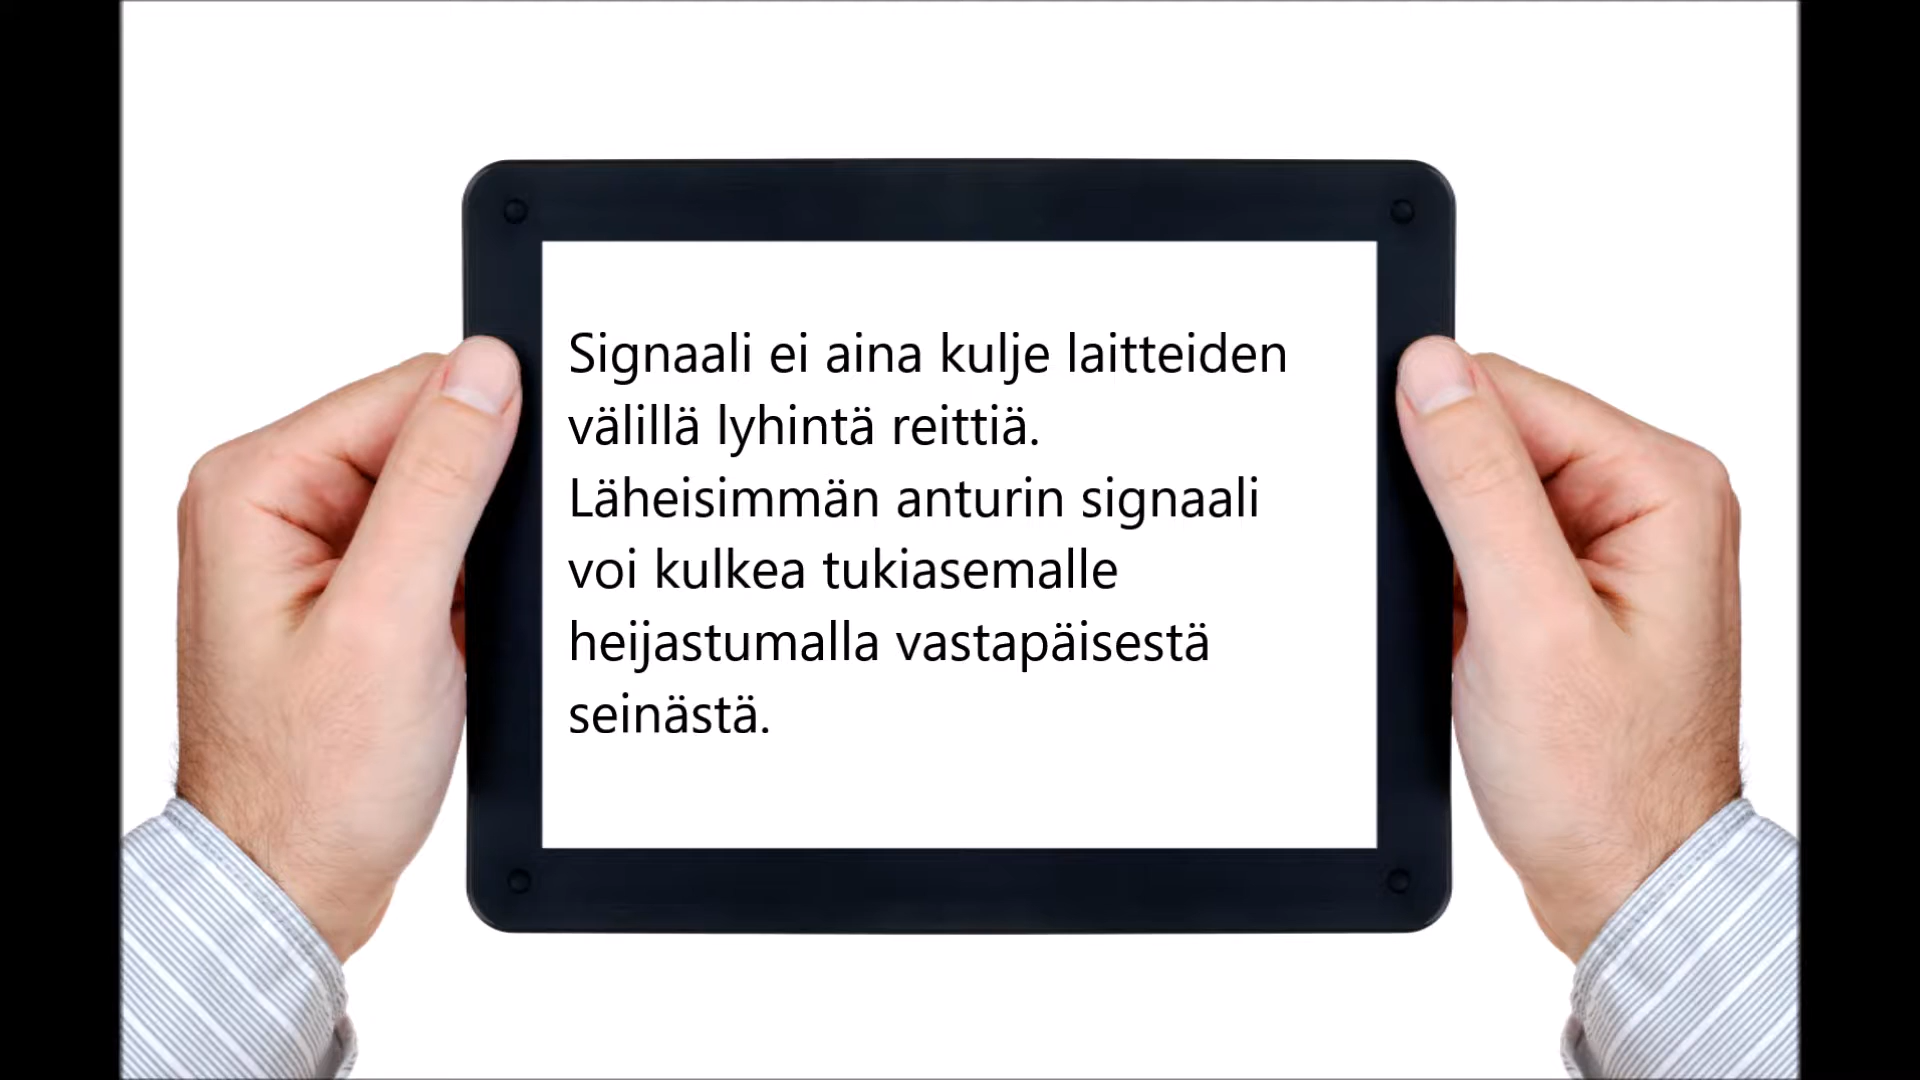 Signaali ei aina kulje laitteiden
välillä lyhintä reittiä.
Läheisimmän anturin signaali
voi kulkea tukiasemalle
heijastumalla vastapäisestä
seinästä.